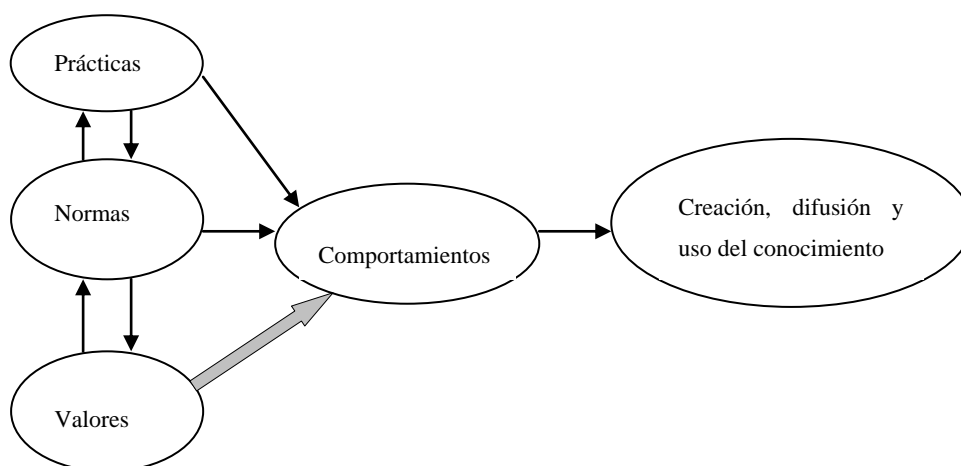 Prácticas
Normas
Comportamientos
Creación, difusión y
uso del conocimiento
Valores